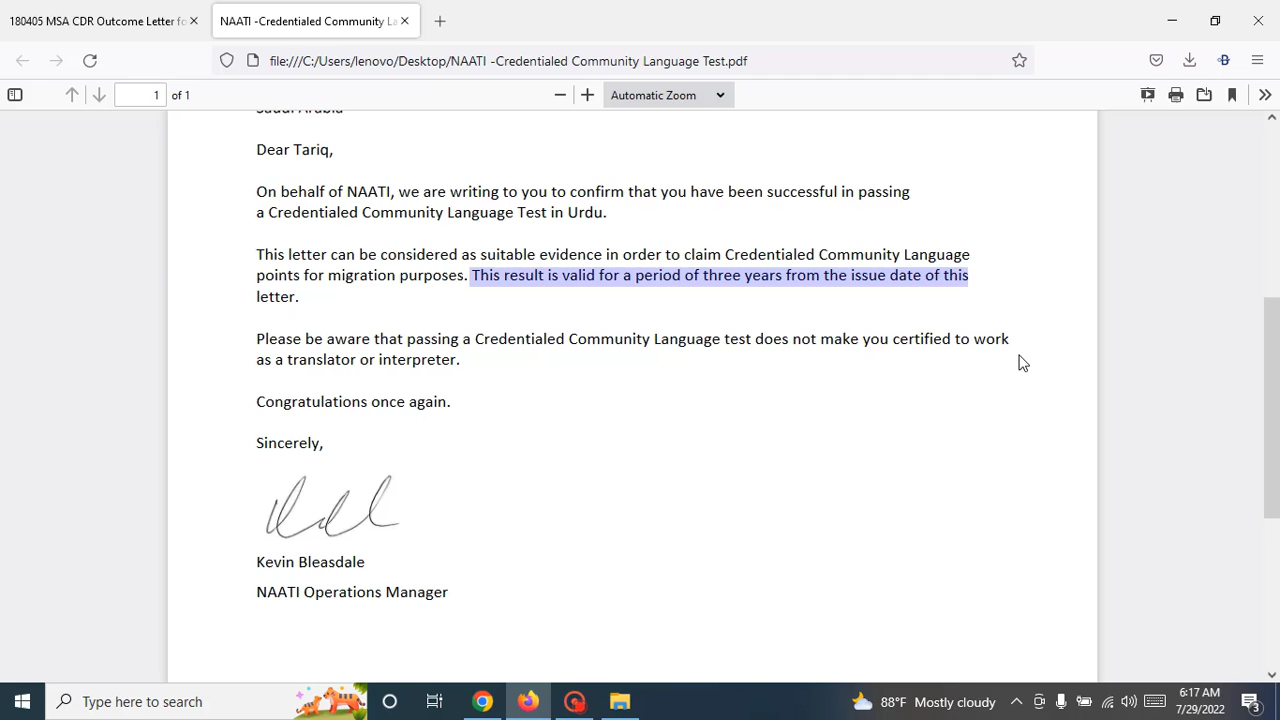 180405 MSA CDR Outcome Letter fo
NAATI -Credentialed Community La
file:///C:/Users/lenovo/Desktop/NAATI -Credentialed Community Language Test.pdf
1 of 1
Automatic Zoom
Saudi Arabia
Dear Tariq,
On behalf of NAATI, we are writing to you to confirm that you have been successful in passing
a Credentialed Community Language Test in Urdu.
This letter can be considered as suitable evidence in order to claim Credentialed Community Language
points for migration purposes. This result is valid for a period of three years from the issue date of this
letter.
Please be aware that passing a Credentialed Community Language test does not make you certified to work
as a translator or interpreter.
Congratulations once again.
Sincerely,
Kevin Bleasdale
NAATI Operations Manager
Type here to search
88°F Mostly cloudy
6:17 AM
7/29/2022
3